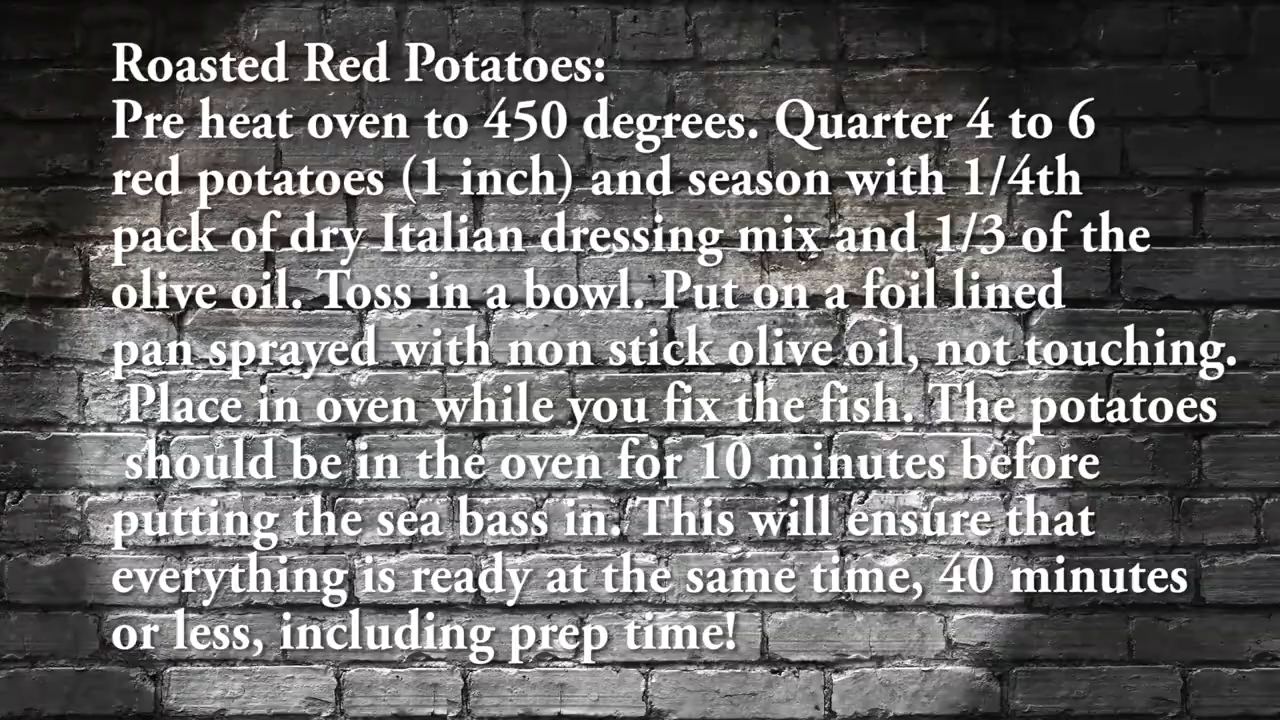 Roasted Red Potatoes:
Pre heat oven to 450 degrees. Quarter 4 to 6
red potatoes (1 inch) and season with 1/4th
pack of dry Italian dressing mix and 1/3 of the
olive oil. Toss in a bowl. Put on a foil lined
pan sprayed with non stick olive oil, not touching.
Place in oven while you fix the fish. The potatoes
should be in the oven for 10 minutes before
putting the sea bass in. This will ensure that
everything is ready at the same time, 40 minutes
or less, including prep time!